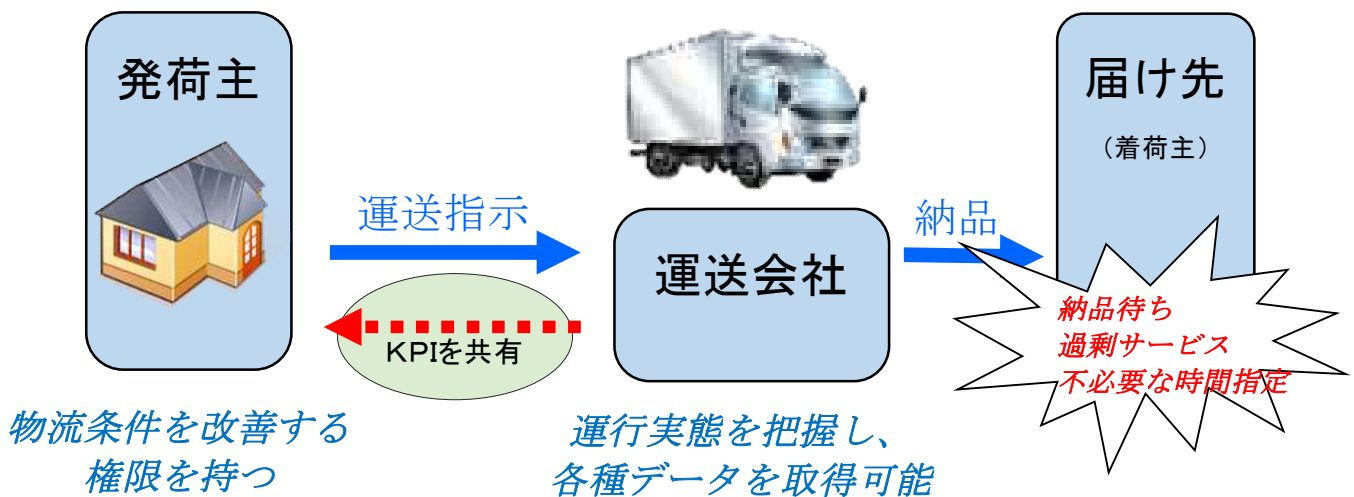 発荷主
届け先
(着荷主)
運送指示
納品
運送会社
KPIを共有
納品待ち
過剰サービス
不必要な時間指定
物流条件を改善する
権限を持つ
運行実態を把握し、
各種データを取得可能